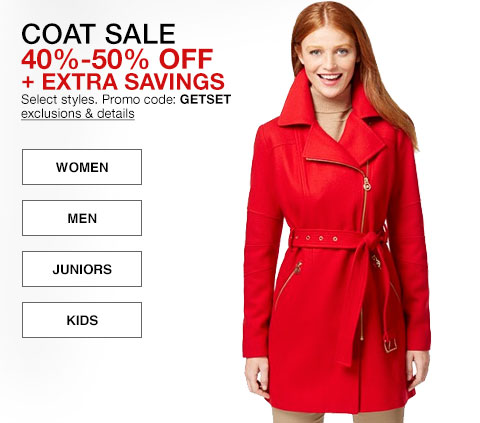 COAT SALE
40%-50% OFF
+ EXTRA SAVINGS
Select styles. Promo code: GETSET
exclusions & details
WOMEN
MEN
JUNIORS
KIDS